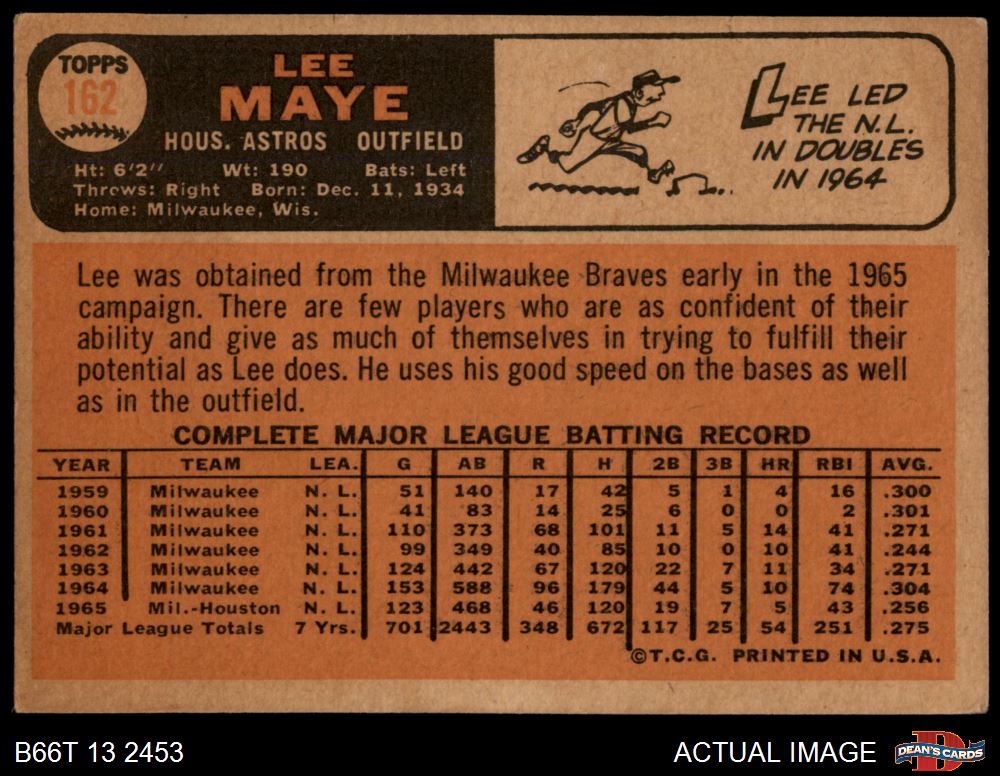 TOPPS
162
LEE
MAYE
HOUS. ASTROS OUTFIELD
Ht: 6'2" Wt: 190 Bats: Left
Throws: Right Born: Dec. 11, 1934
Home: Milwaukee, Wis.
LEE LED
THE N.L.
IN DOUBLES
IN 1964
Lee was obtained from the Milwaukee Braves early in the 1965
campaign. There are few players who are as confident of their
ability and give as much of themselves in trying to fulfill their
potential as Lee does. He uses his good speed on the bases as well
as in the outfield.
COMPLETE MAJOR LEAGUE BATTING RECORD
YEAR TEAM LEA. G AB R H 2B 3B HR RBI AVG.
1959 Milwaukee N. L. 51 140 17 42 5 1 4 16 .300
1960 Milwaukee N. L. 41 83 14 25 6 0 0 2 .301
1961 Milwaukee N. L. 110 373 68 101 11 5 14 41 .271
1962 Milwaukee N. L. 99 349 40 85 10 0 10 41 .244
1963 Milwaukee N. L. 124 442 67 120 22 7 11 34 .271
1964 Milwaukee N. L. 153 588 96 179 44 5 10 74 .304
1965 Mil.-Houston N. L. 123 468 46 120 19 7 5 43 .256
Major League Totals 7 Yrs. 701 2443 348 672 117 25 54 251 .275
©T.C.G. PRINTED IN U.S.A.
B66T 13 2453
ACTUAL IMAGE
D
DEAN'S CARDS